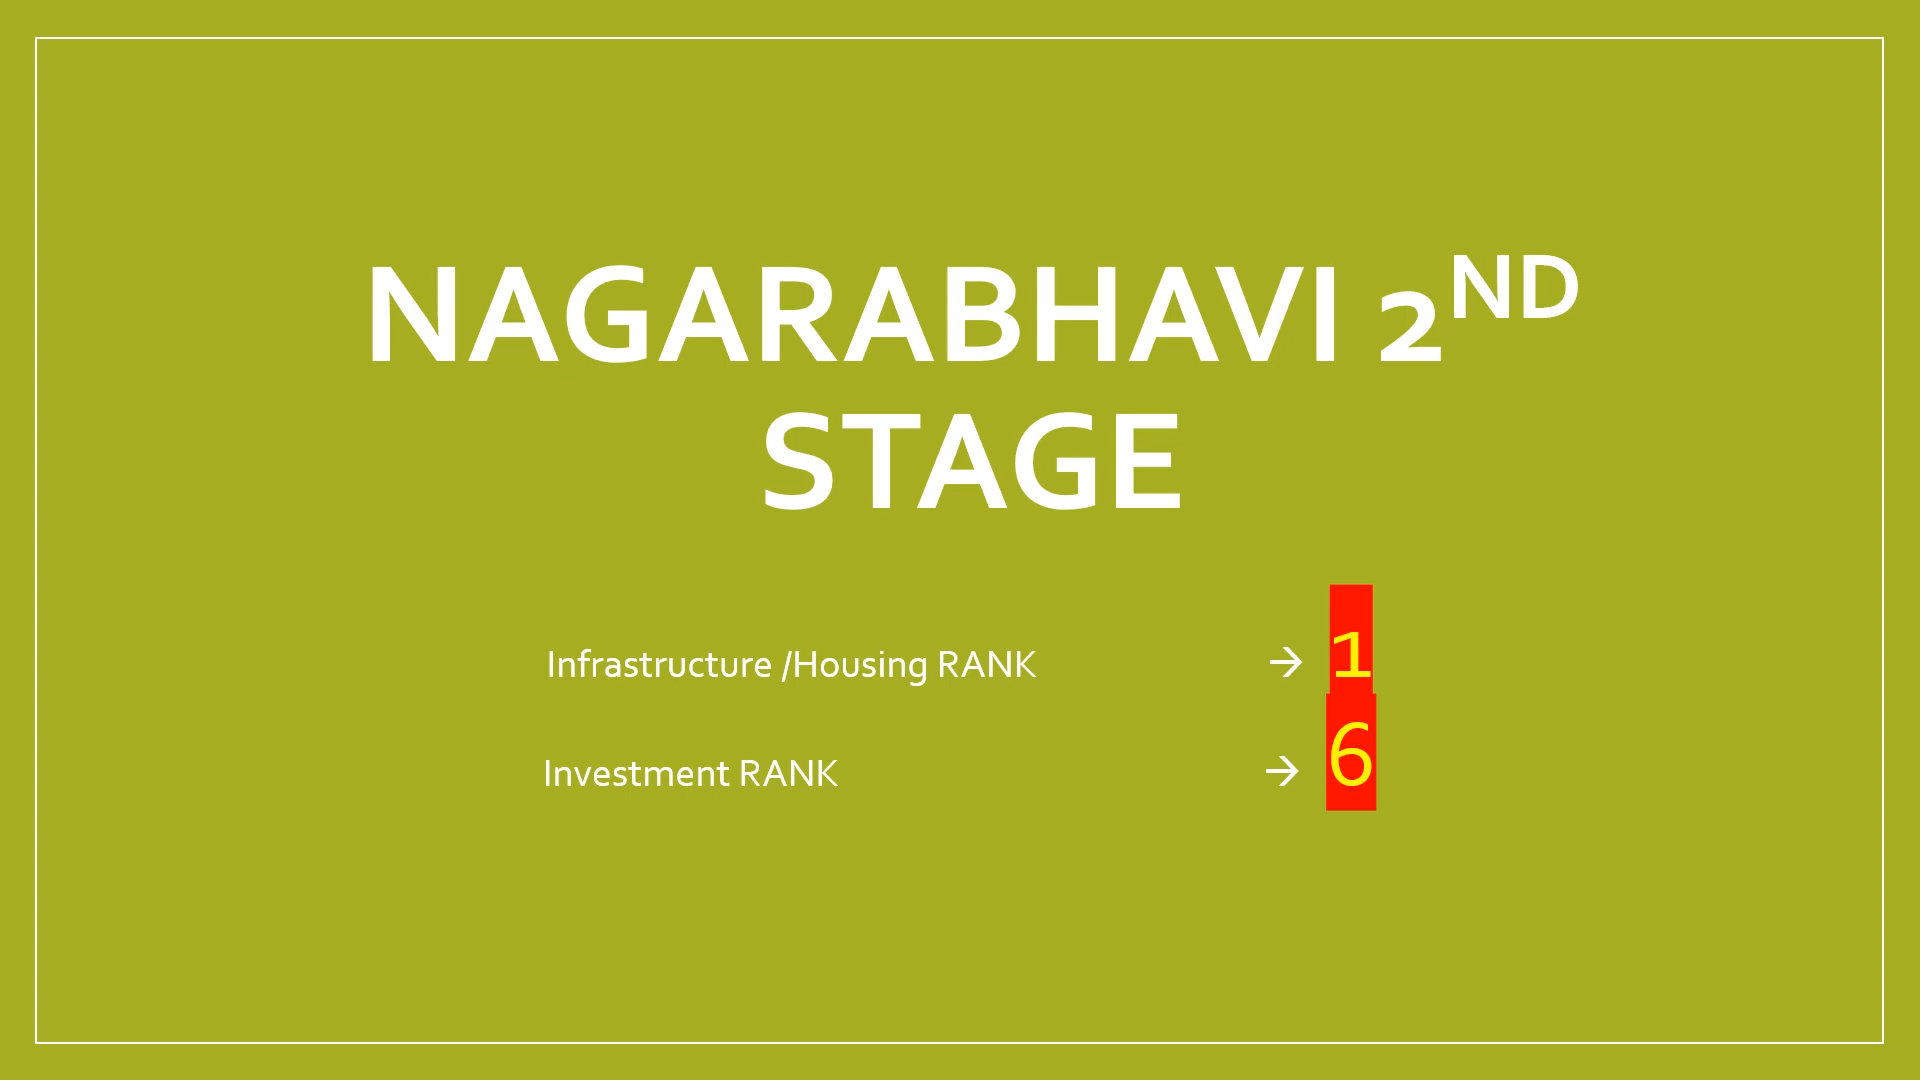 NAGARABHAVI 2ND
STAGE
Infrastructure /Housing RANK → 1
Investment RANK → 6